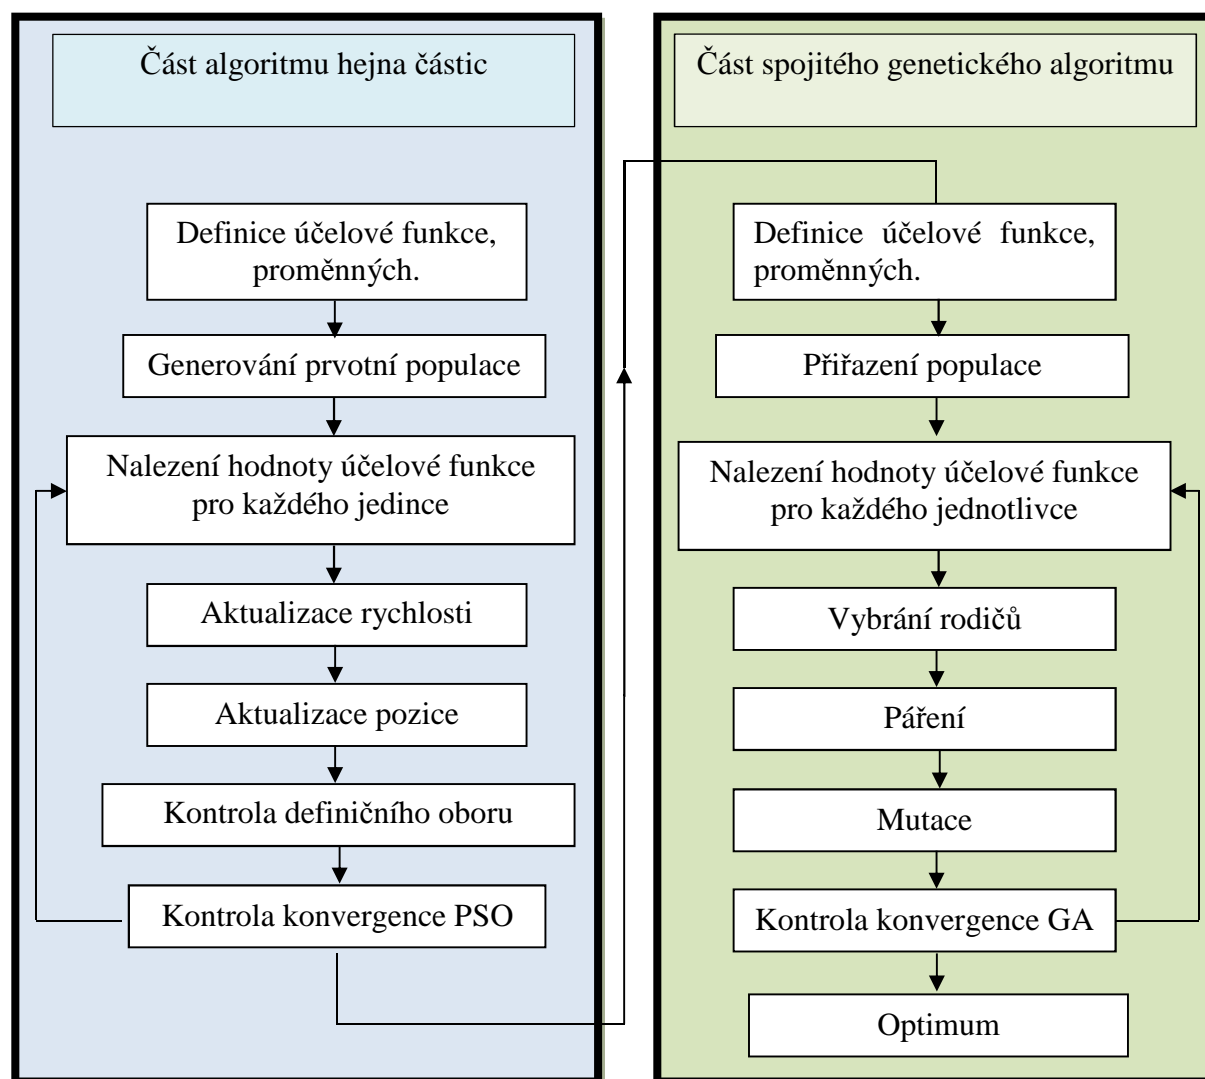 Část algoritmu hejna částic
Definice účelové funkce,
proměnných.
Generování prvotní populace
Nalezení hodnoty účelové funkce
pro každého jedince
Aktualizace rychlosti
Aktualizace pozice
Kontrola definičního oboru
Kontrola konvergence PSO
Část spojitého genetického algoritmu
Definice účelové funkce,
proměnných.
Přiřazení populace
Nalezení hodnoty účelové funkce
pro každého jednotlivce
Vybrání rodičů
Páření
Mutace
Kontrola konvergence GA
Optimum